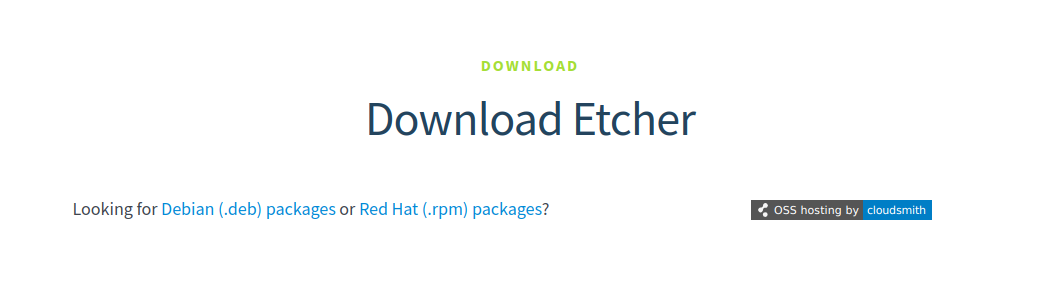 DOWNLOAD
Download Etcher
Looking for Debian (.deb) packages or Red Hat (.rpm) packages?
OSS hosting by cloudsmith